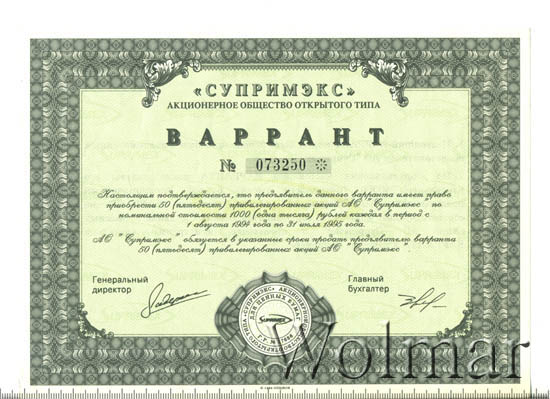 «СУПРИМЭКС»
АКЦИОНЕРНОЕ ОБЩЕСТВО ОТКРЫТОГО ТИПА
ВАРРАНТ
№ 073250 ※
Настоящим подтверждается, что предъявитель данного варранта имеет право
приобрести 50 (пятьдесят) привилегированных акций АО "Супримэкс" по
номинальной стоимости 1000 (одна тысяча) рублей каждая в период с
1 августа 1994 года по 31 июля 1995 года.
АО "Супримэкс" обязуется в указанные сроки продать предъявителю варранта
50 (пятьдесят) привилегированных акций АО "Супримэкс".
Генеральный
директор
Главный
бухгалтер
Wolmar